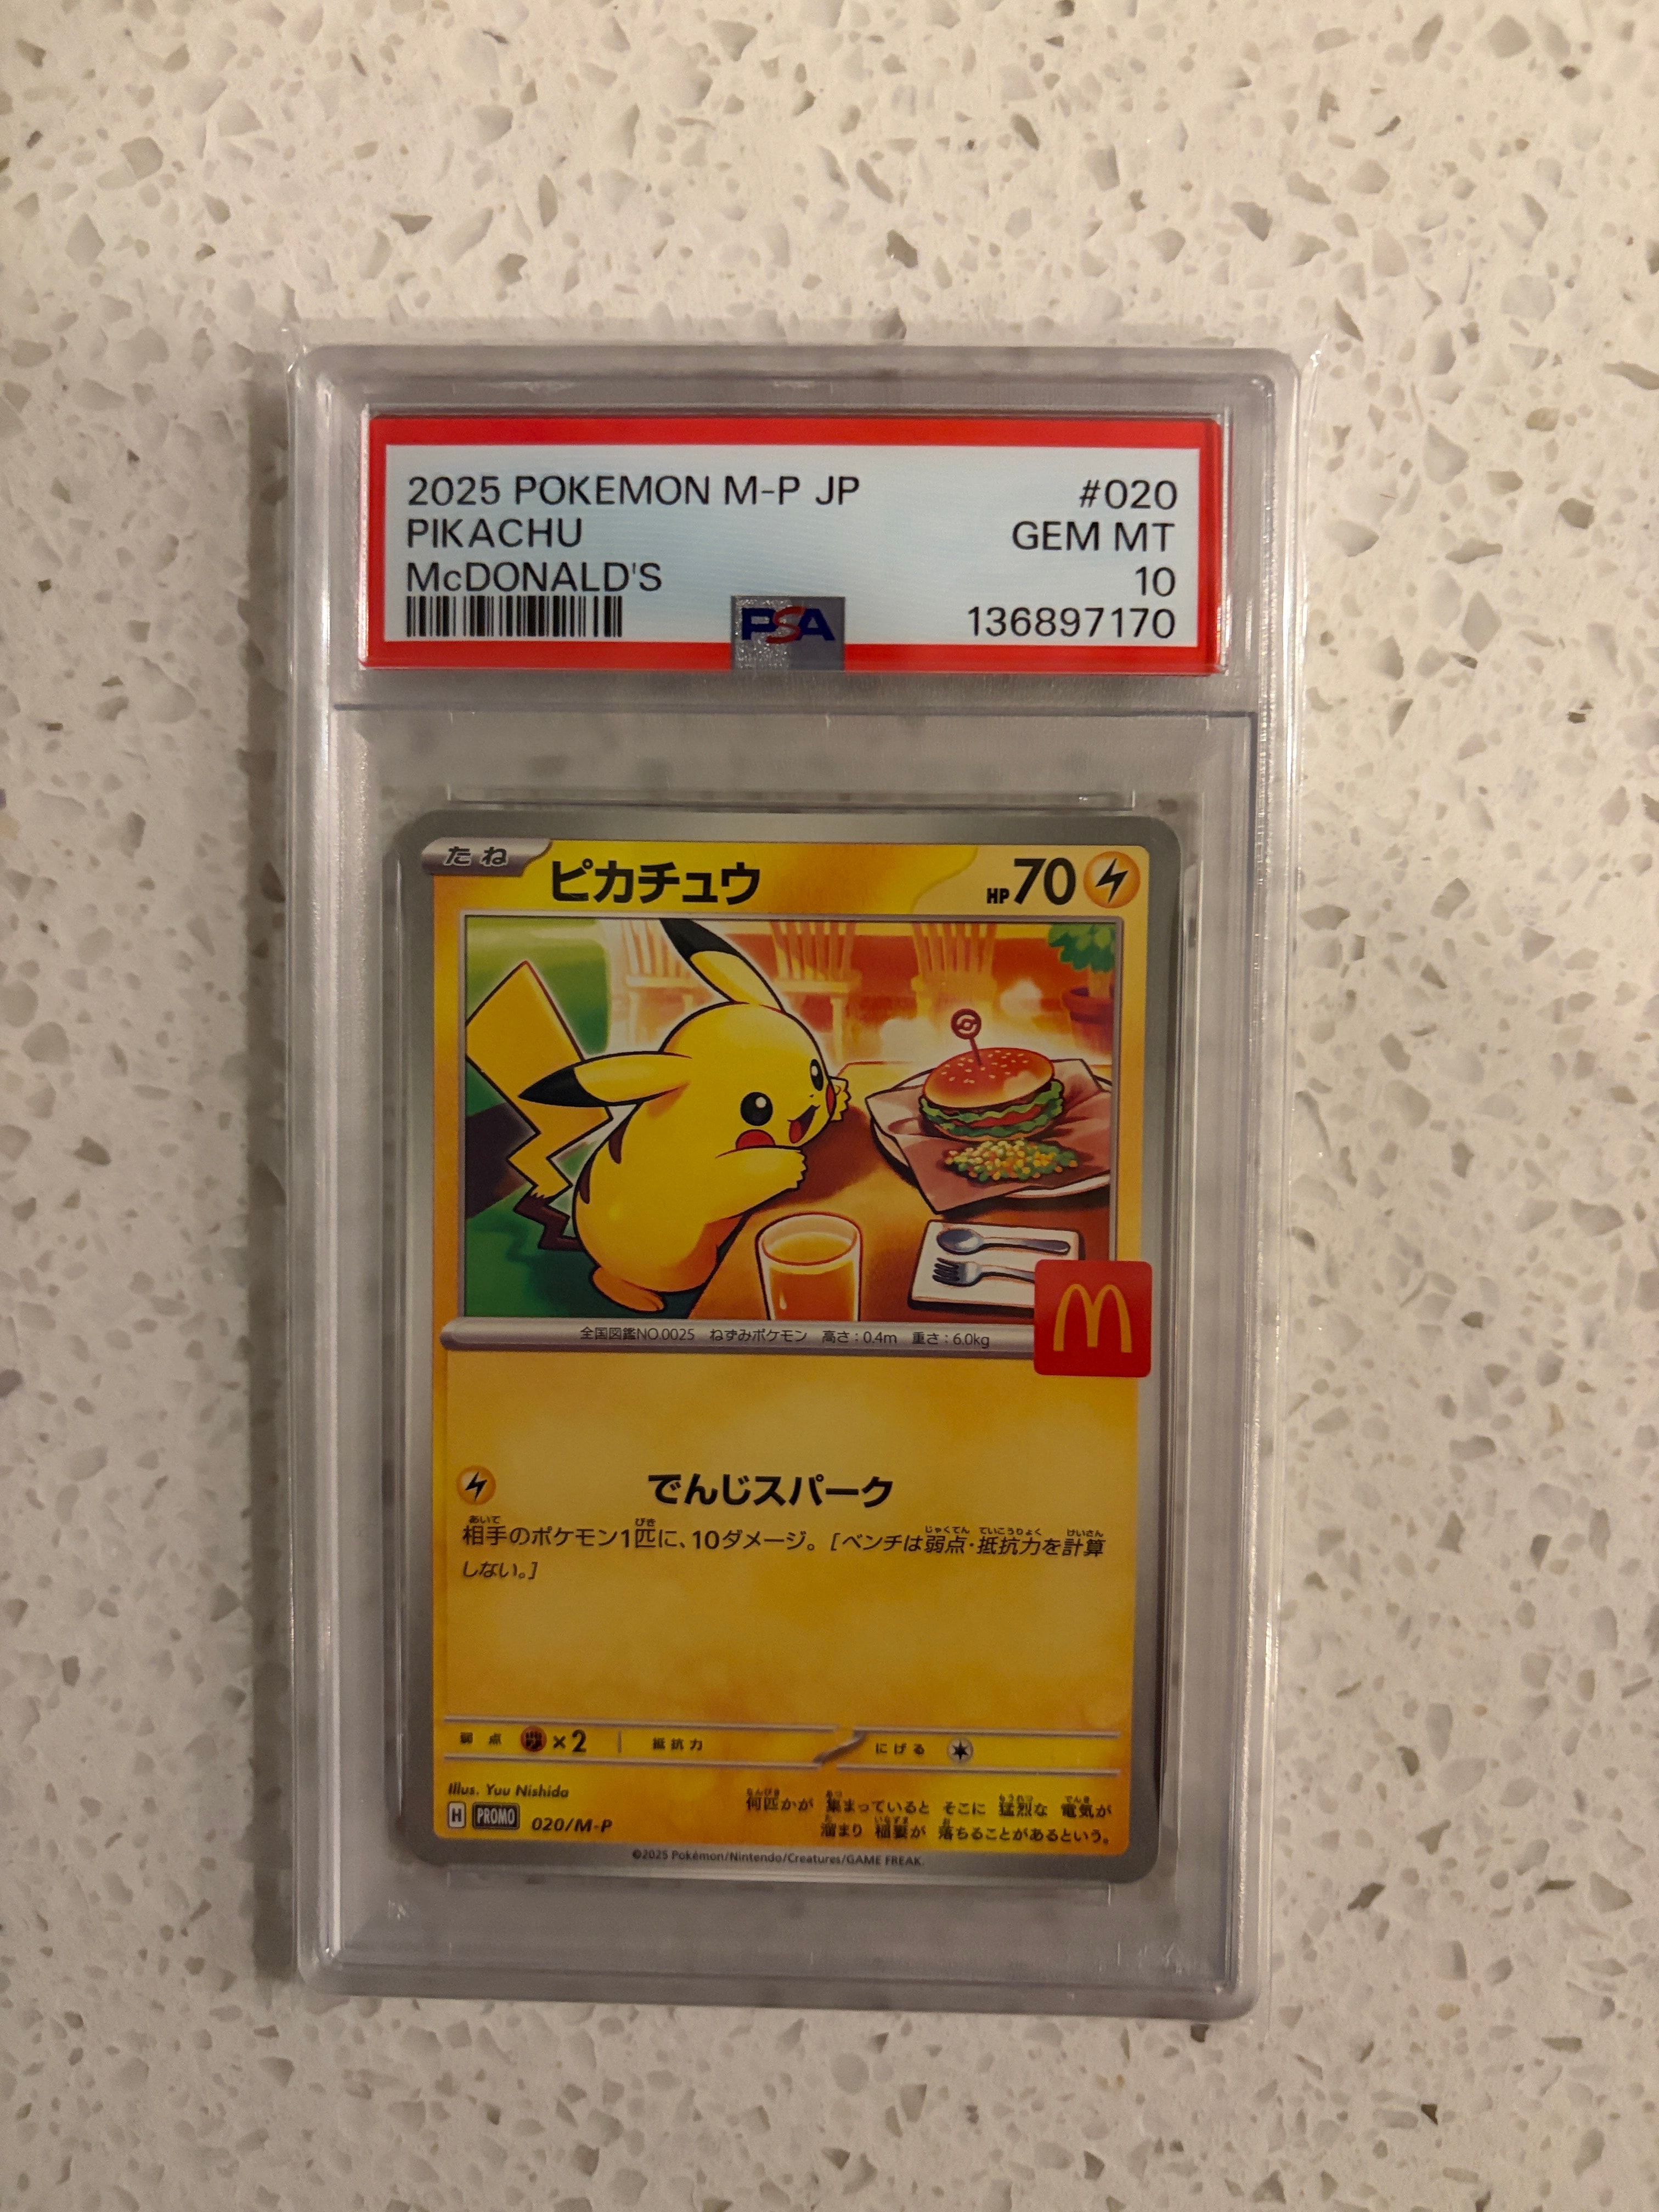 2025 POKEMON M-P JP #020
PIKACHU GEM MT
McDONALD'S 10
PSA 136897170
たね ピカチュウ HP70
M
全国図鑑NO.0025 ねずみポケモン 高さ:0.4m 重さ:6.0kg
でんじスパーク
相手のポケモン1匹に、10ダメージ。[ベンチは弱点・抵抗力を計算
しない。]
弱点 ×2 抵抗力 にげる
Illus. Yuu Nishida
何匹かが 集まっていると そこに 猛烈な 電気が
H PROMO 020/M-P
溜まり 稲妻が 落ちることがあるという。
©2025 Pokémon/Nintendo/Creatures/GAME FREAK.